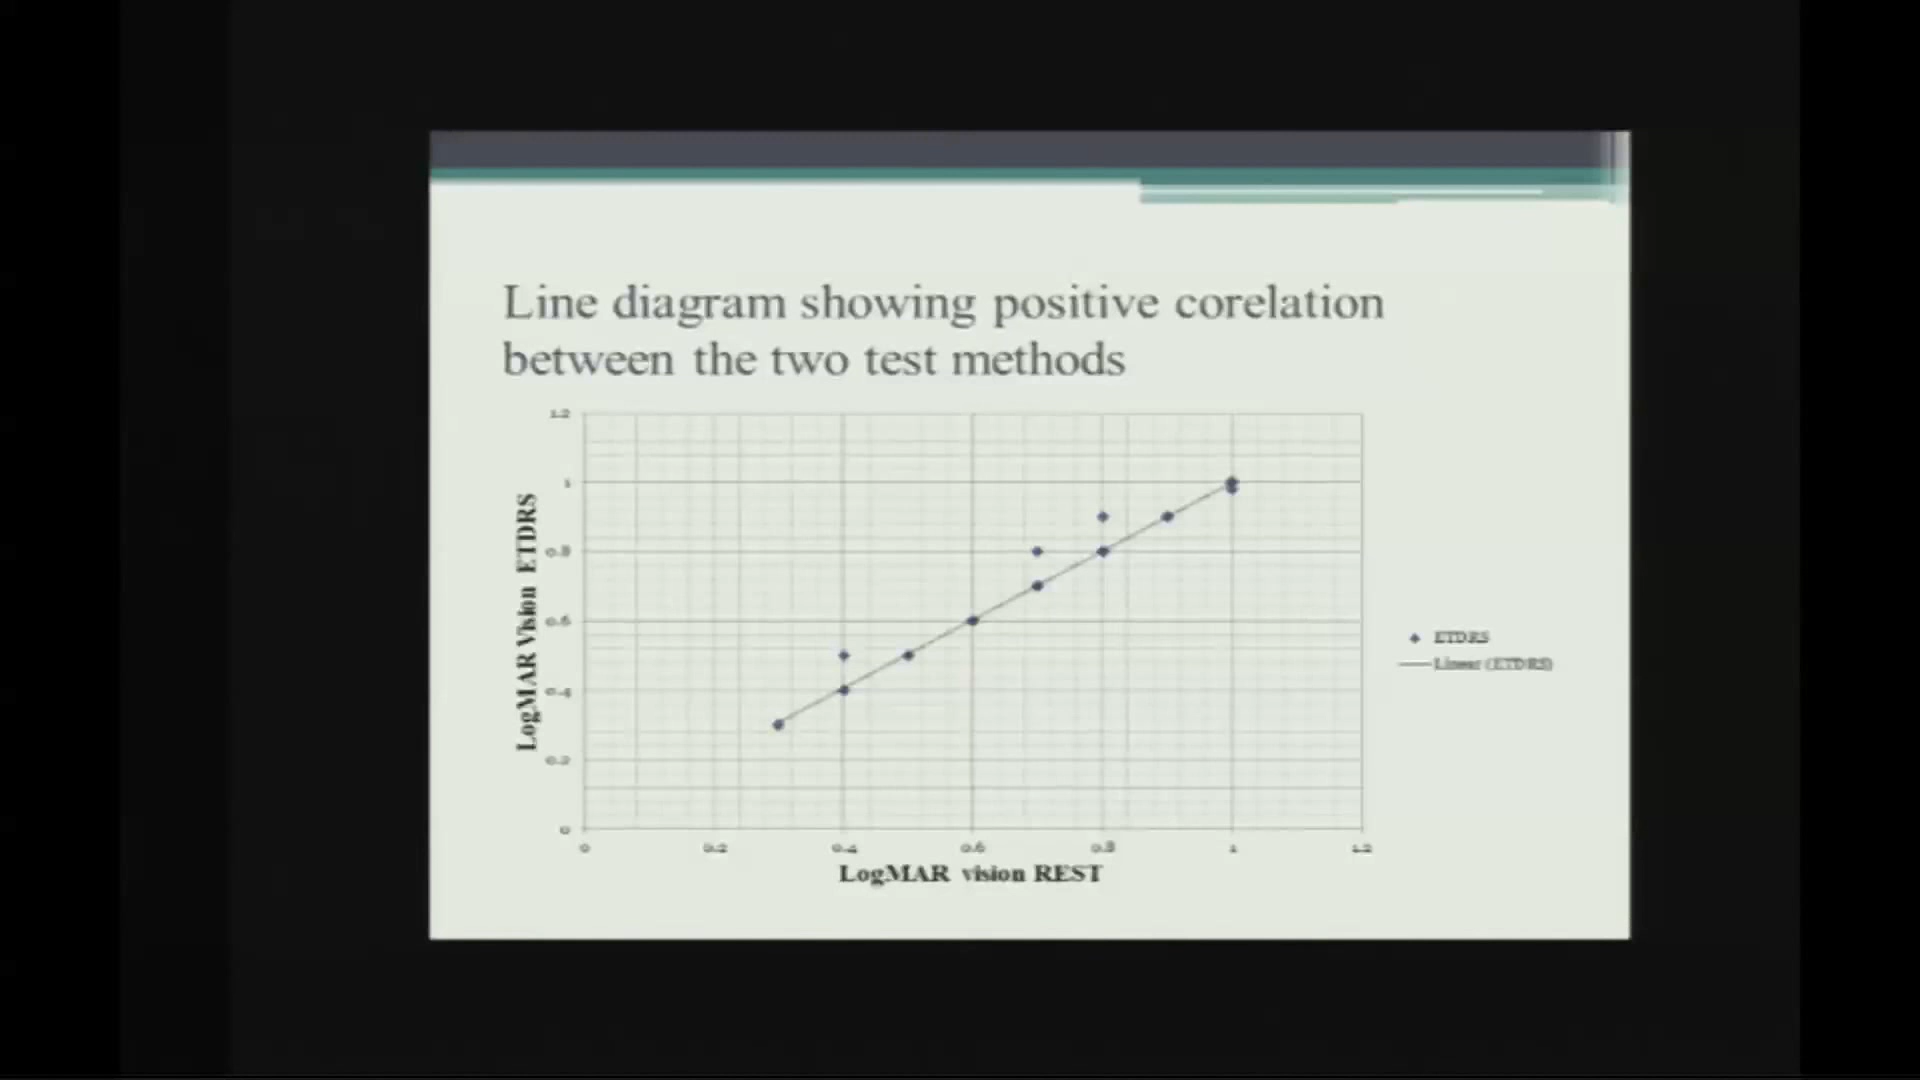 Line diagram showing positive corelation
between the two test methods
1.2
1
0.8
0.6
0.4
0.2
0
LogMAR Vision ETDRS
0 0.2 0.4 0.6 0.8 1 1.2
LogMAR vision REST
ETDRS
Linear (ETDRS)